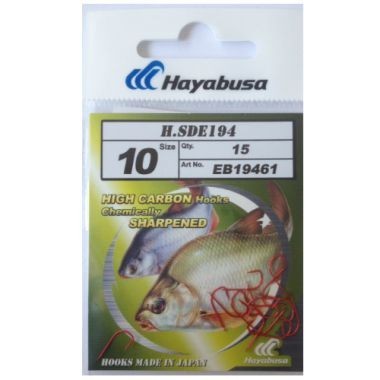 Hayabusa
H.SDE194
10 Size Qty. 15
Art No. EB19461
HIGH CARBON Hooks
Chemically
SHARPENED
HOOKS MADE IN JAPAN
Hayabusa